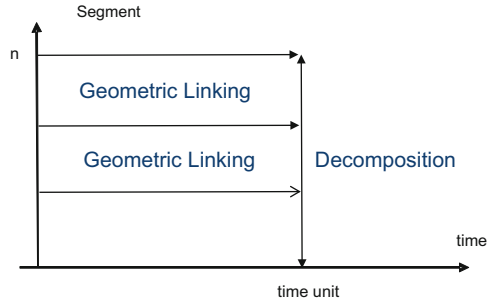 Segment
n
Geometric Linking
Geometric Linking
Decomposition
time
time unit